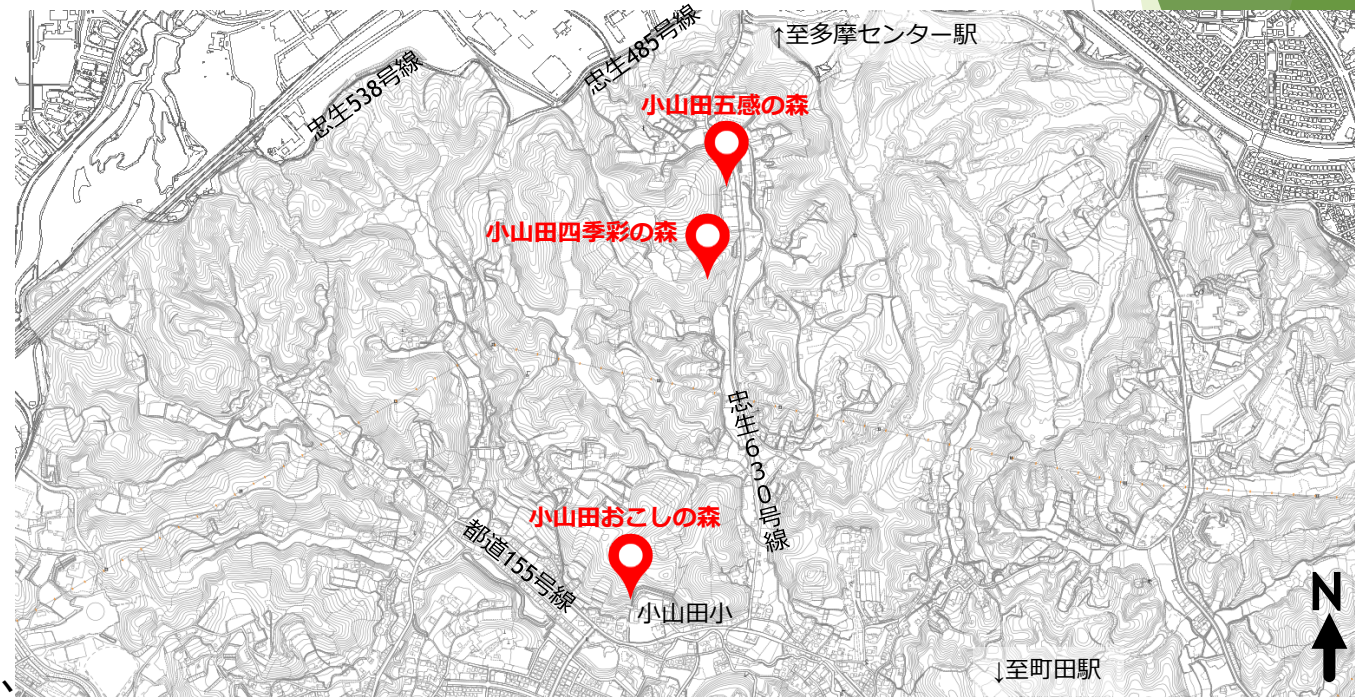 ↑至多摩センター駅
忠生485号線
忠生538号線
小山田五感の森
小山田四季彩の森
忠生630号線
小山田おこしの森
都道155号線
小山田小
N
↓至町田駅
、